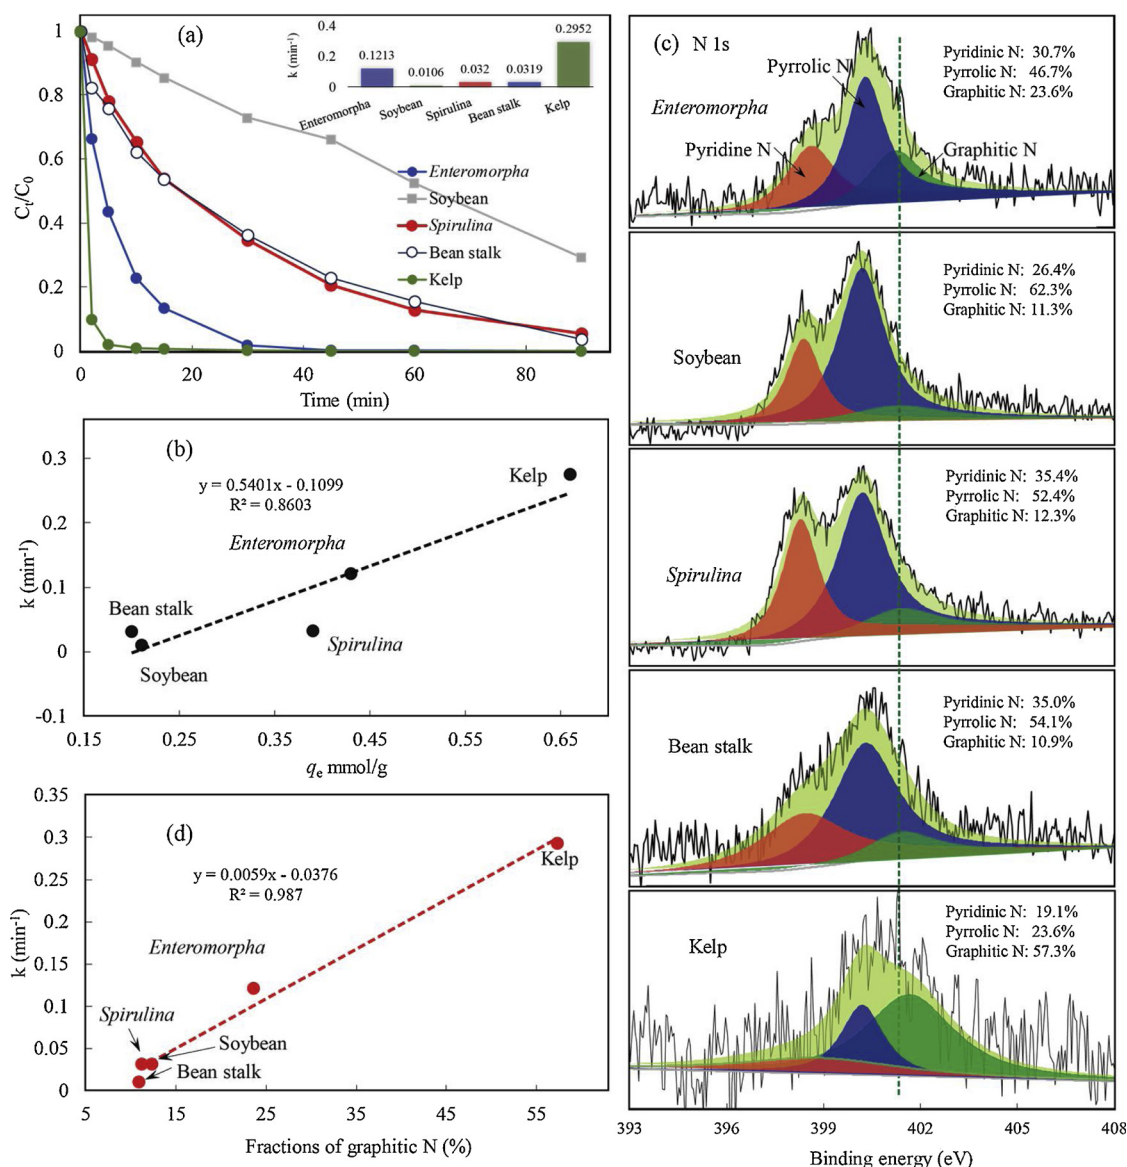 (a)
C_t/C_0
1
0.8
0.6
0.4
0.2
0
0 20 40 60 80
Time (min)
k (min⁻¹)
0.4
0.2
0
0.1213
0.0106
0.032
0.0319
0.2952
Enteromorpha
Soybean
Spirulina
Bean stalk
Kelp
Enteromorpha
Soybean
Spirulina
Bean stalk
Kelp
(b)
y = 0.5401x - 0.1099
R² = 0.8603
k (min⁻¹)
0.3
0.2
0.1
0
-0.1
Kelp
Enteromorpha
Bean stalk
Spirulina
Soybean
0.15 0.25 0.35 0.45 0.55 0.65
q_e mmol/g
(d)
y = 0.0059x - 0.0376
R² = 0.987
k (min⁻¹)
0.35
0.3
0.25
0.2
0.15
0.1
0.05
0
Kelp
Enteromorpha
Spirulina
Soybean
Bean stalk
5 15 25 35 45 55
Fractions of graphitic N (%)
(c) N 1s
Pyridinic N: 30.7%
Pyrrolic N: 46.7%
Graphitic N: 23.6%
Pyrrolic N
Enteromorpha
Pyridine N
Graphitic N
Pyridinic N: 26.4%
Pyrrolic N: 62.3%
Graphitic N: 11.3%
Soybean
Pyridinic N: 35.4%
Pyrrolic N: 52.4%
Graphitic N: 12.3%
Spirulina
Pyridinic N: 35.0%
Pyrrolic N: 54.1%
Graphitic N: 10.9%
Bean stalk
Pyridinic N: 19.1%
Pyrrolic N: 23.6%
Graphitic N: 57.3%
Kelp
393 396 399 402 405 408
Binding energy (eV)